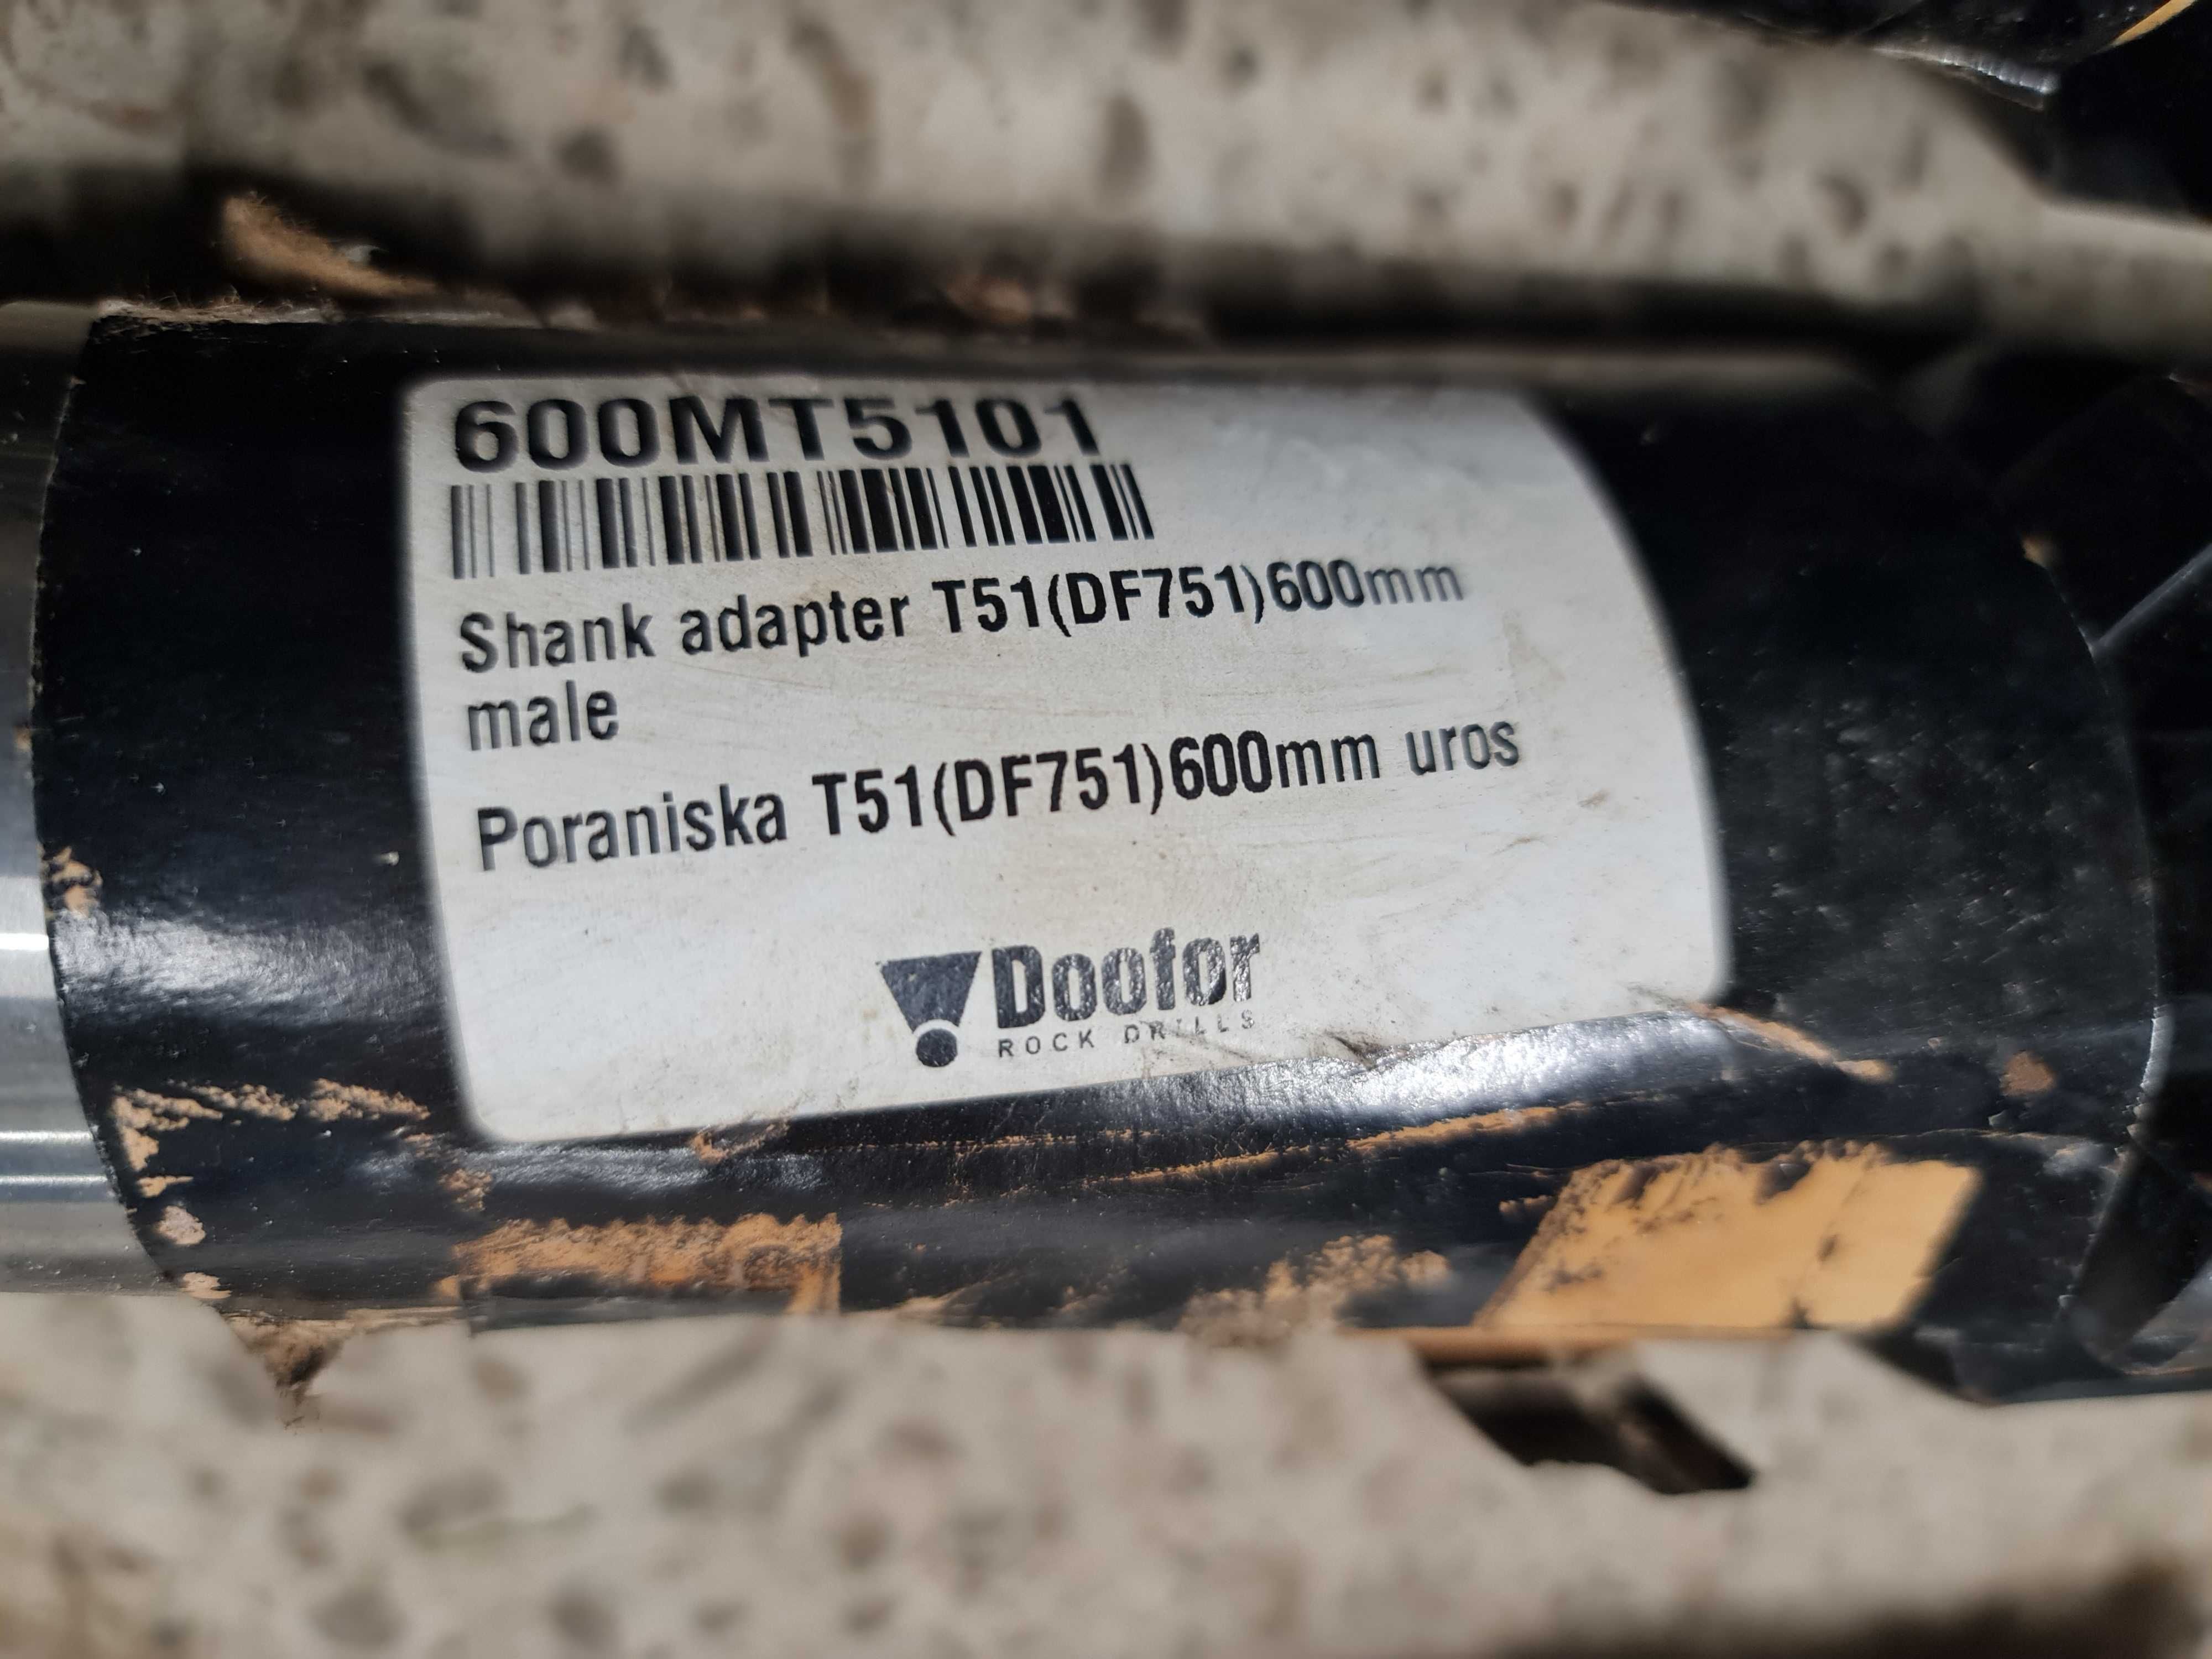 600MT5101
Shank adapter T51(DF751)600mm
male
Poraniska T51(DF751)600mm uros
Doofor
ROCK DRILLS